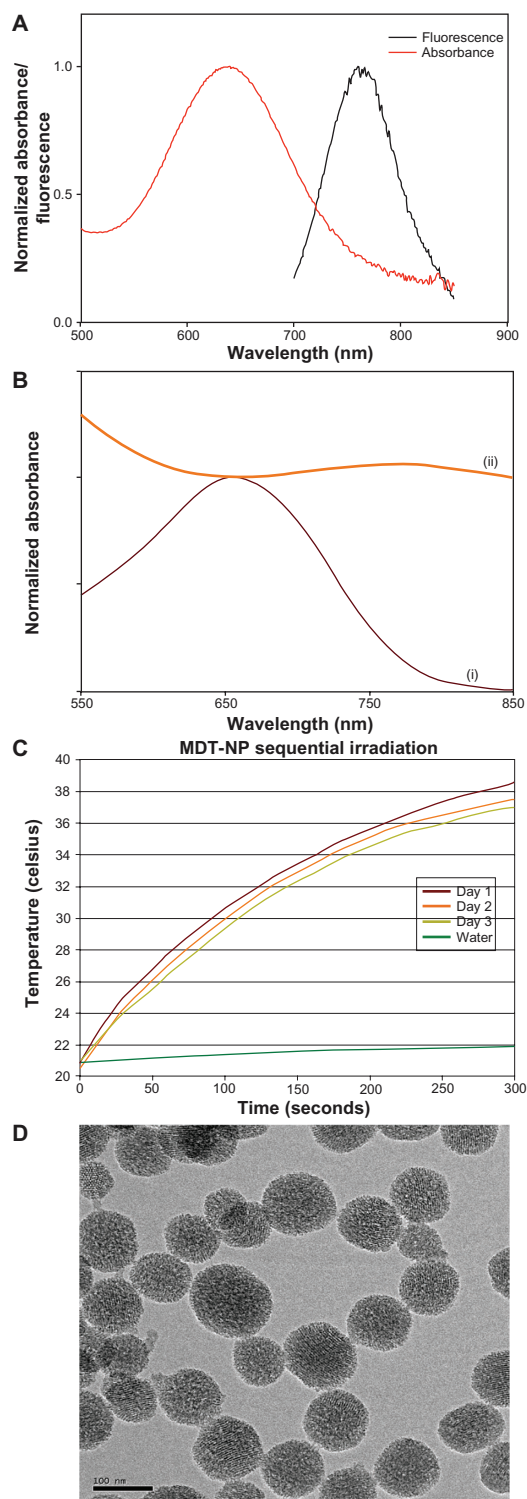 A
Fluorescence
Absorbance
Normalized absorbance/
fluorescence
1.0
0.5
0.0
500
600
700
800
900
Wavelength (nm)
B
Normalized absorbance
(ii)
(i)
550
650
750
850
Wavelength (nm)
C
MDT-NP sequential irradiation
Temperature (celsius)
40
38
36
34
32
30
28
26
24
22
20
Day 1
Day 2
Day 3
Water
0
50
100
150
200
250
300
Time (seconds)
D
100 nm